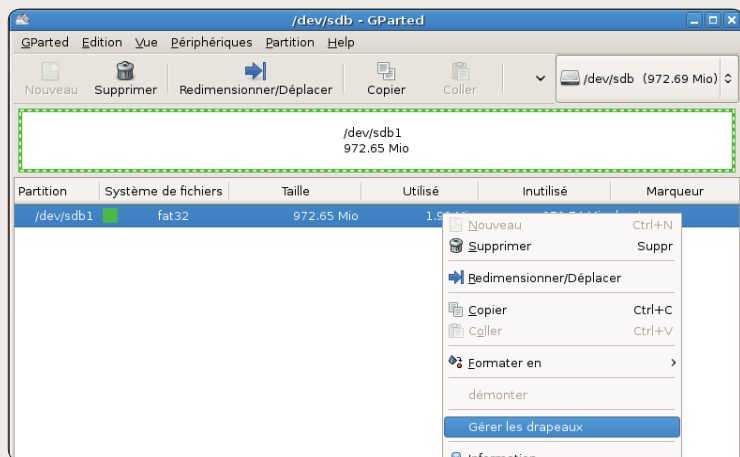 /dev/sdb - GParted
GParted Edition Vue Périphériques Partition Help
Nouveau Supprimer Redimensionner/Déplacer Copier Coller /dev/sdb (972.69 Mio)
/dev/sdb1
972.65 Mio
Partition Système de fichiers Taille Utilisé Inutilisé Marqueur
/dev/sdb1 fat32 972.65 Mio
Nouveau Ctrl+N
Supprimer Suppr
Redimensionner/Déplacer
Copier Ctrl+C
Coller Ctrl+V
Formater en
démonter
Gérer les drapeaux
Information